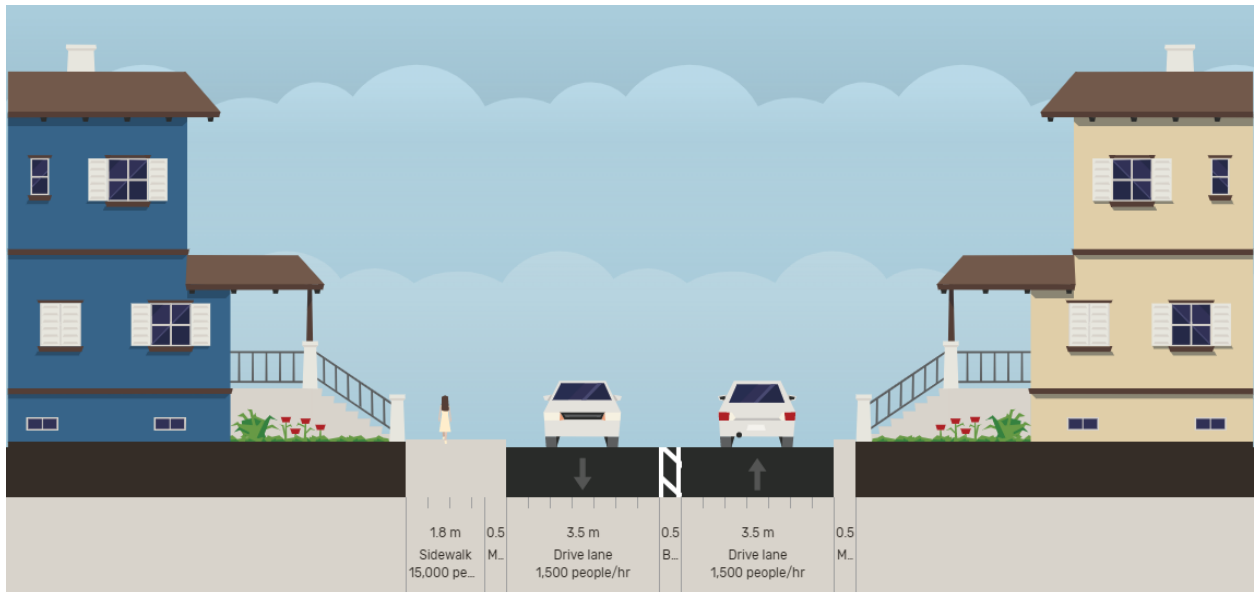 1.8 m
Sidewalk
15,000 pe...
0.5
M...
3.5 m
Drive lane
1,500 people/hr
0.5
B...
3.5 m
Drive lane
1,500 people/hr
0.5
M...